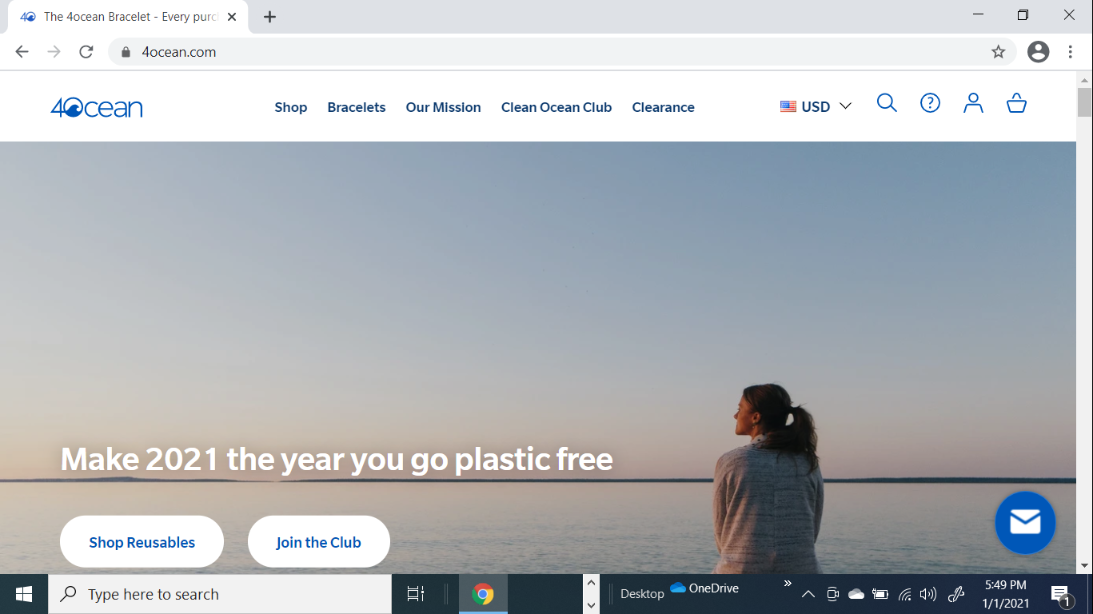 The 4ocean Bracelet - Every purc
4ocean.com
4Ocean
Shop Bracelets Our Mission Clean Ocean Club Clearance USD
Make 2021 the year you go plastic free
Shop Reusables Join the Club
Type here to search
Desktop
OneDrive
5:49 PM
1/1/2021
1